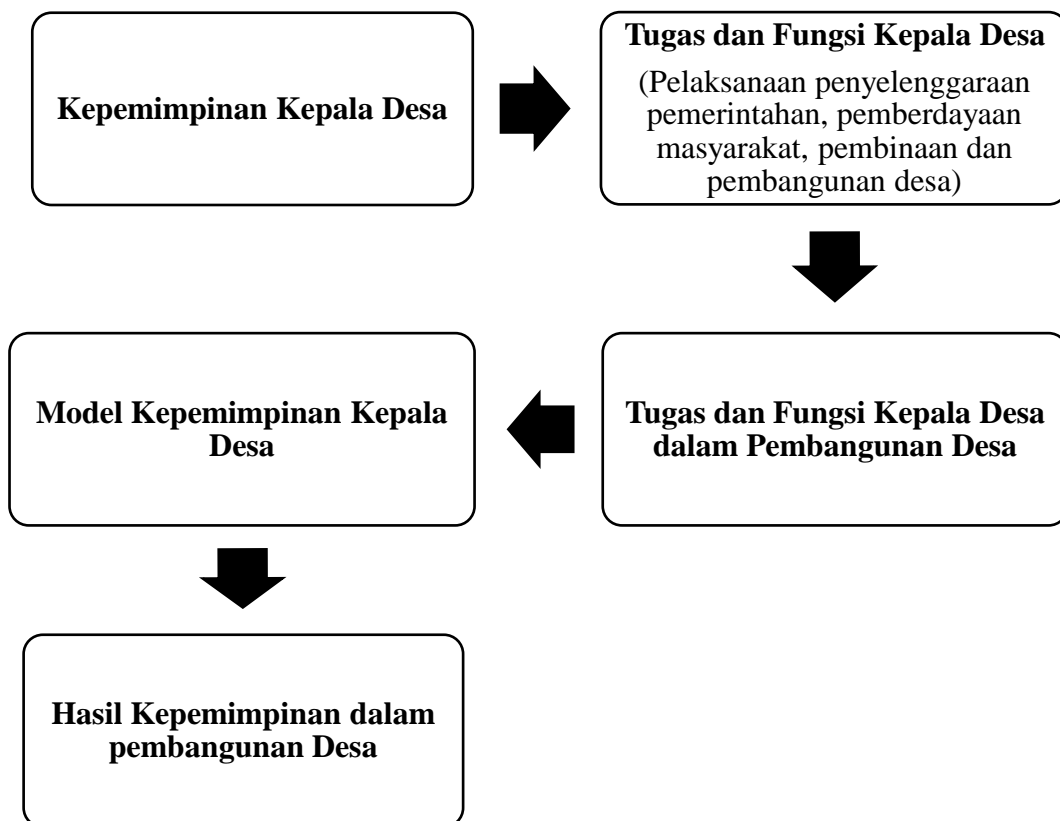 Kepemimpinan Kepala Desa
Tugas dan Fungsi Kepala Desa
(Pelaksanaan penyelenggaraan
pemerintahan, pemberdayaan
masyarakat, pembinaan dan
pembangunan desa)
Tugas dan Fungsi Kepala Desa
dalam Pembangunan Desa
Model Kepemimpinan Kepala
Desa
Hasil Kepemimpinan dalam
pembangunan Desa